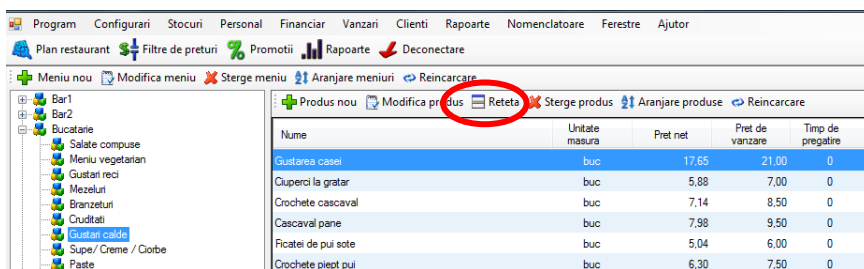 Program Configurari Stocuri Personal Financiar Vanzari Clienti Rapoarte Nomenclatoare Ferestre Ajutor
Plan restaurant Filtre de preturi Promotii Rapoarte Deconectare
Meniu nou Modifica meniu Sterge meniu Aranjare meniuri Reincarcare
Bar1
Bar2
Bucatarie
Salate compuse
Meniu vegetarian
Gustari reci
Mezeluri
Branzeturi
Cruditati
Gustari calde
Supe/ Creme / Ciorbe
Paste
Produs nou Modifica produs Reteta Sterge produs Aranjare produse Reincarcare
Nume Unitate masura Pret net Pret de vanzare Timp de pregatire
Gustarea casei buc 17,65 21,00 0
Ciuperci la gratar buc 5,88 7,00 0
Crochete cascaval buc 7,14 8,50 0
Cascaval pane buc 7,98 9,50 0
Ficatei de pui sote buc 5,04 6,00 0
Crochete piept pui buc 6,30 7,50 0